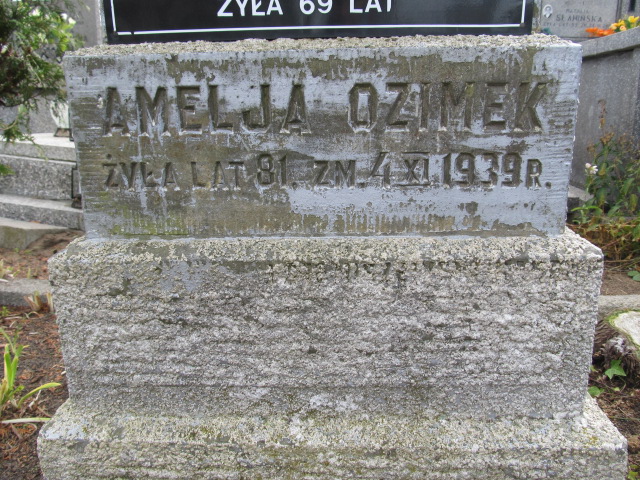 ŻYŁA 69 LAT
AMELJA OZIMEK
ŻYŁA LAT 81. ZM. 4 XI 1939 R.